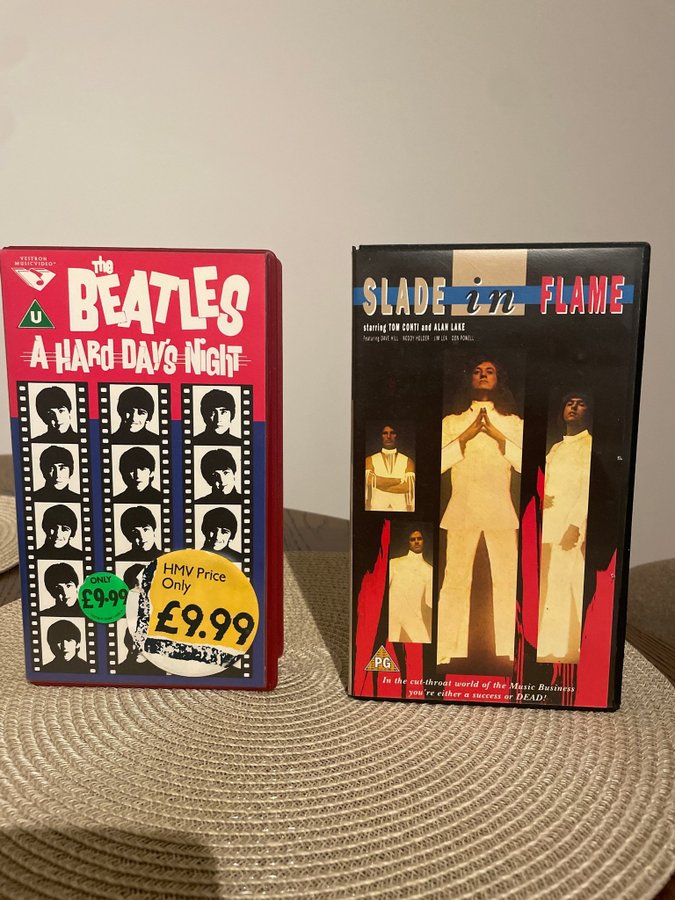 VESTRON
MUSICVIDEO
U
the
BEATLES
A HARD DAY'S NIGHT
ONLY
£9.99
HMV Price
Only
£9.99
SLADE in FLAME
starring TOM CONTI and ALAN LAKE
Featuring DAVE HILL · NODDY HOLDER · JIM LEA · DON POWELL
PG
In the cut-throat world of the Music Business
you're either a success or DEAD!